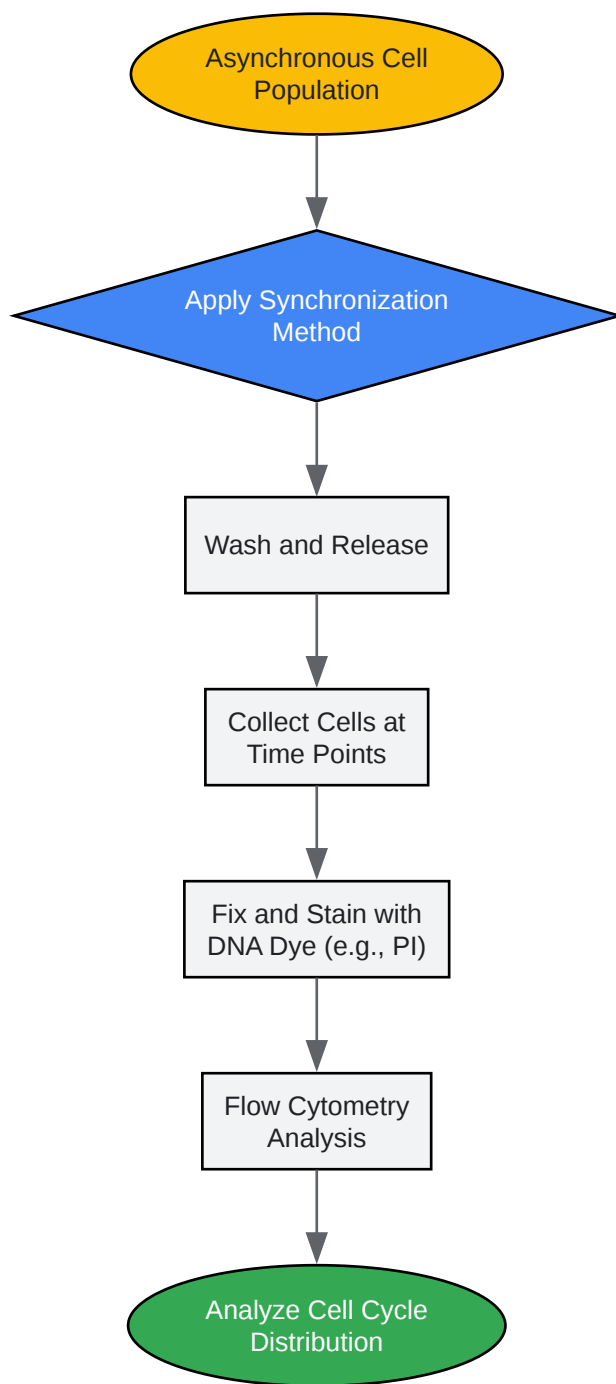 Asynchronous Cell
Population
Apply Synchronization
Method
Wash and Release
Collect Cells at
Time Points
Fix and Stain with
DNA Dye (e.g., PI)
Flow Cytometry
Analysis
Analyze Cell Cycle
Distribution